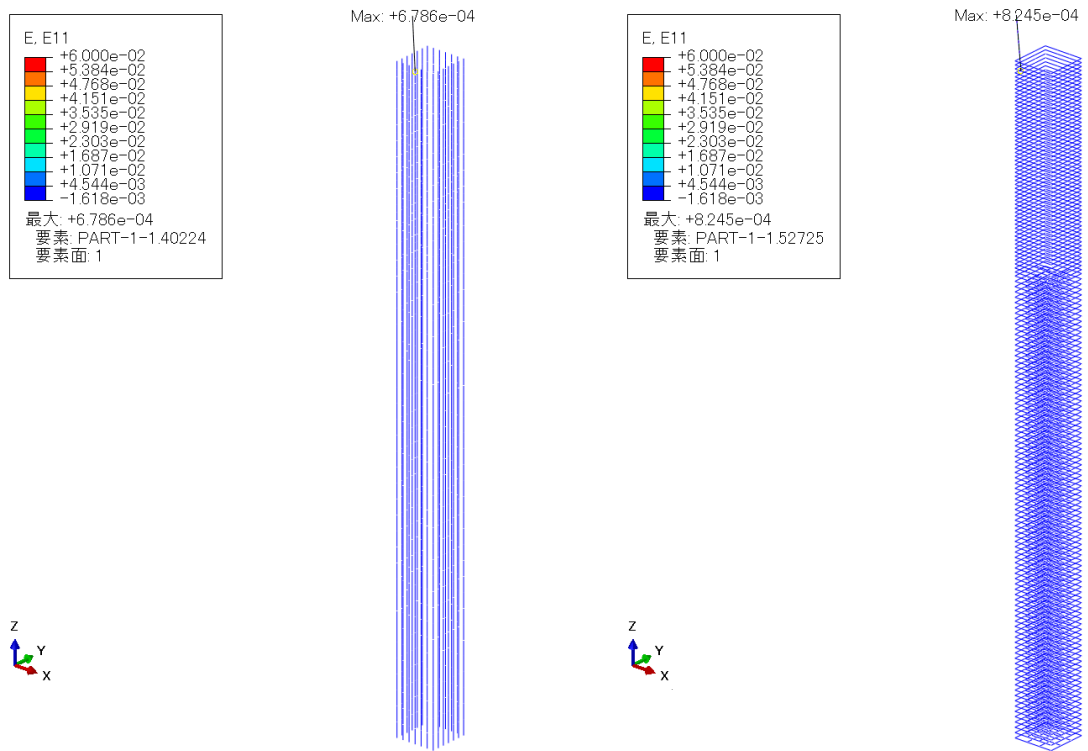 Max: +6.786e-04
E, E11
+6.000e-02
+5.384e-02
+4.768e-02
+4.151e-02
+3.535e-02
+2.919e-02
+2.303e-02
+1.687e-02
+1.071e-02
+4.544e-03
-1.618e-03
最大: +6.786e-04
要素: PART-1-1.40224
要素面: 1
Z
Y
X
Max: +8.245e-04
E, E11
+6.000e-02
+5.384e-02
+4.768e-02
+4.151e-02
+3.535e-02
+2.919e-02
+2.303e-02
+1.687e-02
+1.071e-02
+4.544e-03
-1.618e-03
最大: +8.245e-04
要素: PART-1-1.52725
要素面: 1
Z
Y
X